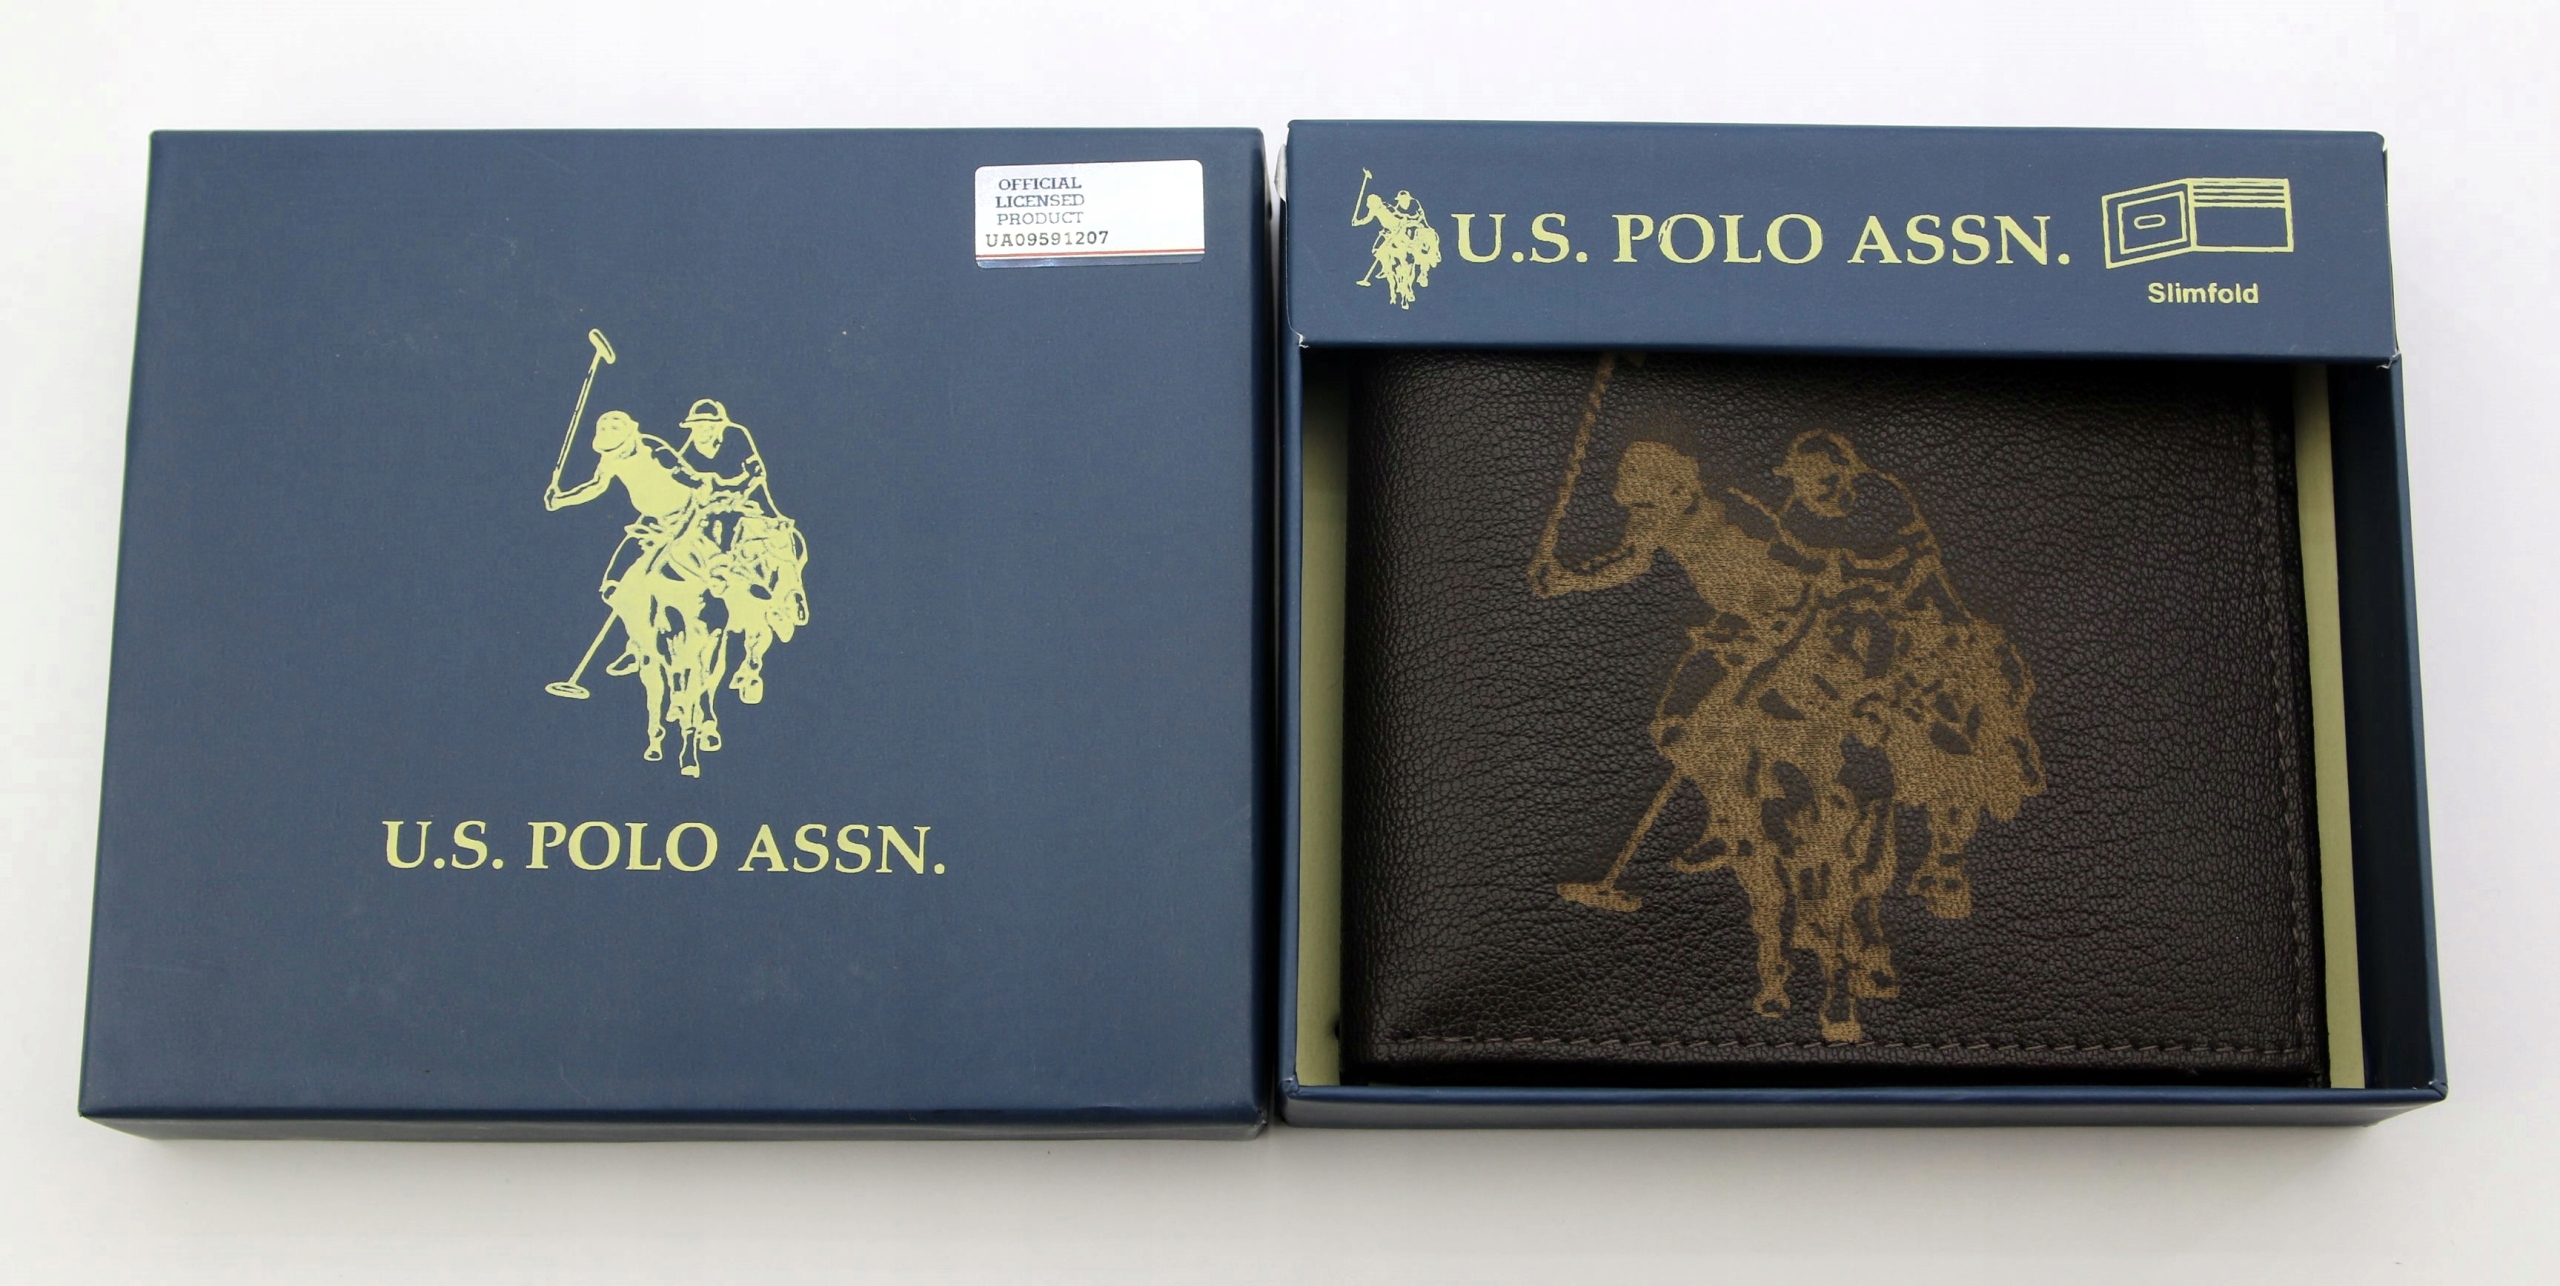 OFFICIAL
LICENSED
PRODUCT
UA09591207
U.S. POLO ASSN.
U.S. POLO ASSN.
Slimfold